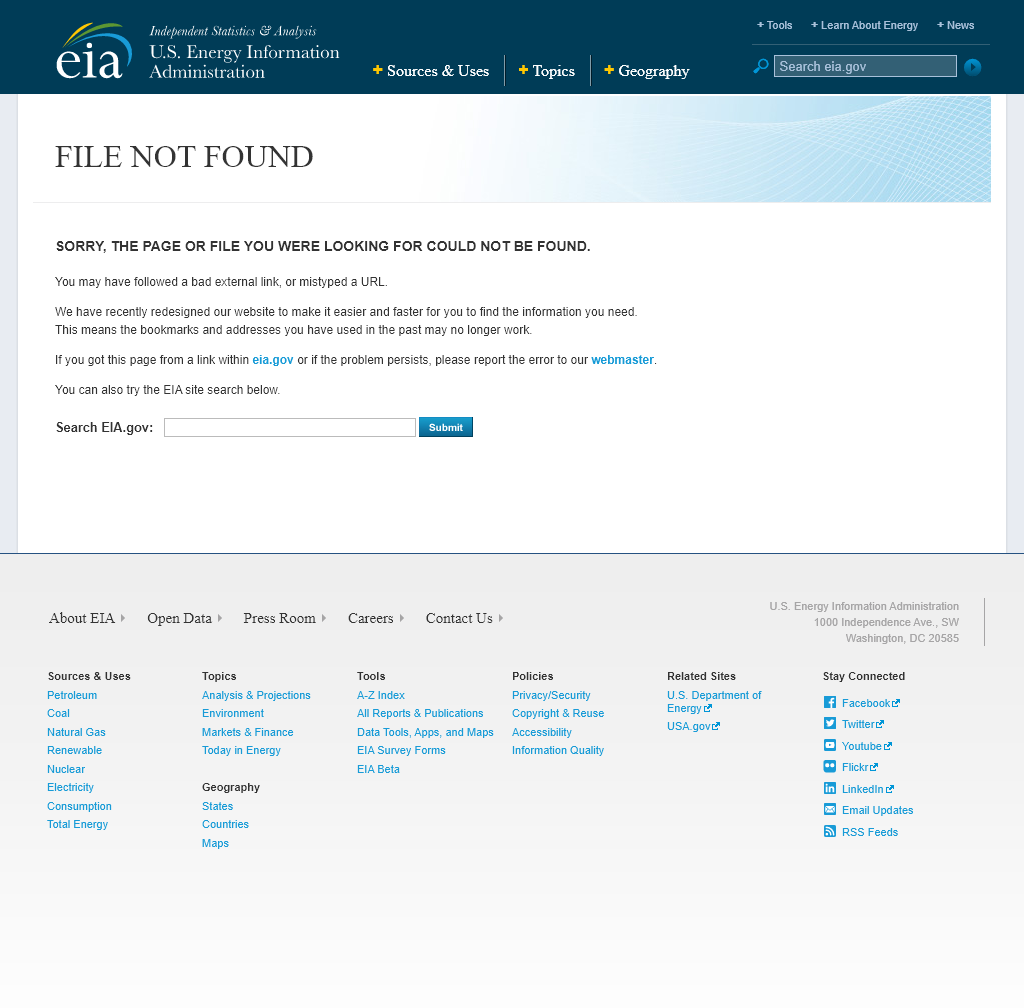 eia
Independent Statistics & Analysis
U.S. Energy Information
Administration
Sources & Uses
Topics
Geography
+ Tools
+ Learn About Energy
+ News
Search eia.gov
FILE NOT FOUND
SORRY, THE PAGE OR FILE YOU WERE LOOKING FOR COULD NOT BE FOUND.
You may have followed a bad external link, or mistyped a URL.
We have recently redesigned our website to make it easier and faster for you to find the information you need.
This means the bookmarks and addresses you have used in the past may no longer work.
If you got this page from a link within eia.gov or if the problem persists, please report the error to our webmaster.
You can also try the EIA site search below.
Search EIA.gov:
Submit
About EIA
Open Data
Press Room
Careers
Contact Us
U.S. Energy Information Administration
1000 Independence Ave., SW
Washington, DC 20585
Sources & Uses
Petroleum
Coal
Natural Gas
Renewable
Nuclear
Electricity
Consumption
Total Energy
Topics
Analysis & Projections
Environment
Markets & Finance
Today in Energy
Geography
States
Countries
Maps
Tools
A-Z Index
All Reports & Publications
Data Tools, Apps, and Maps
EIA Survey Forms
EIA Beta
Policies
Privacy/Security
Copyright & Reuse
Accessibility
Information Quality
Related Sites
U.S. Department of
Energy
USA.gov
Stay Connected
Facebook
Twitter
Youtube
Flickr
LinkedIn
Email Updates
RSS Feeds